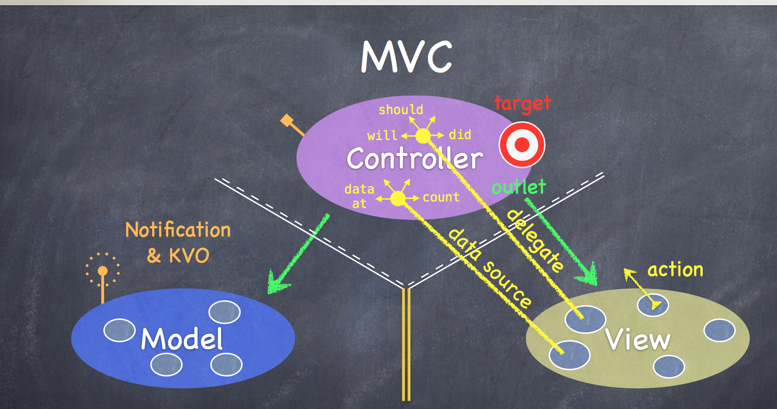 MVC
should
will
did
target
Controller
data
at
count
outlet
delegate
data source
Notification
& KVO
action
Model
View